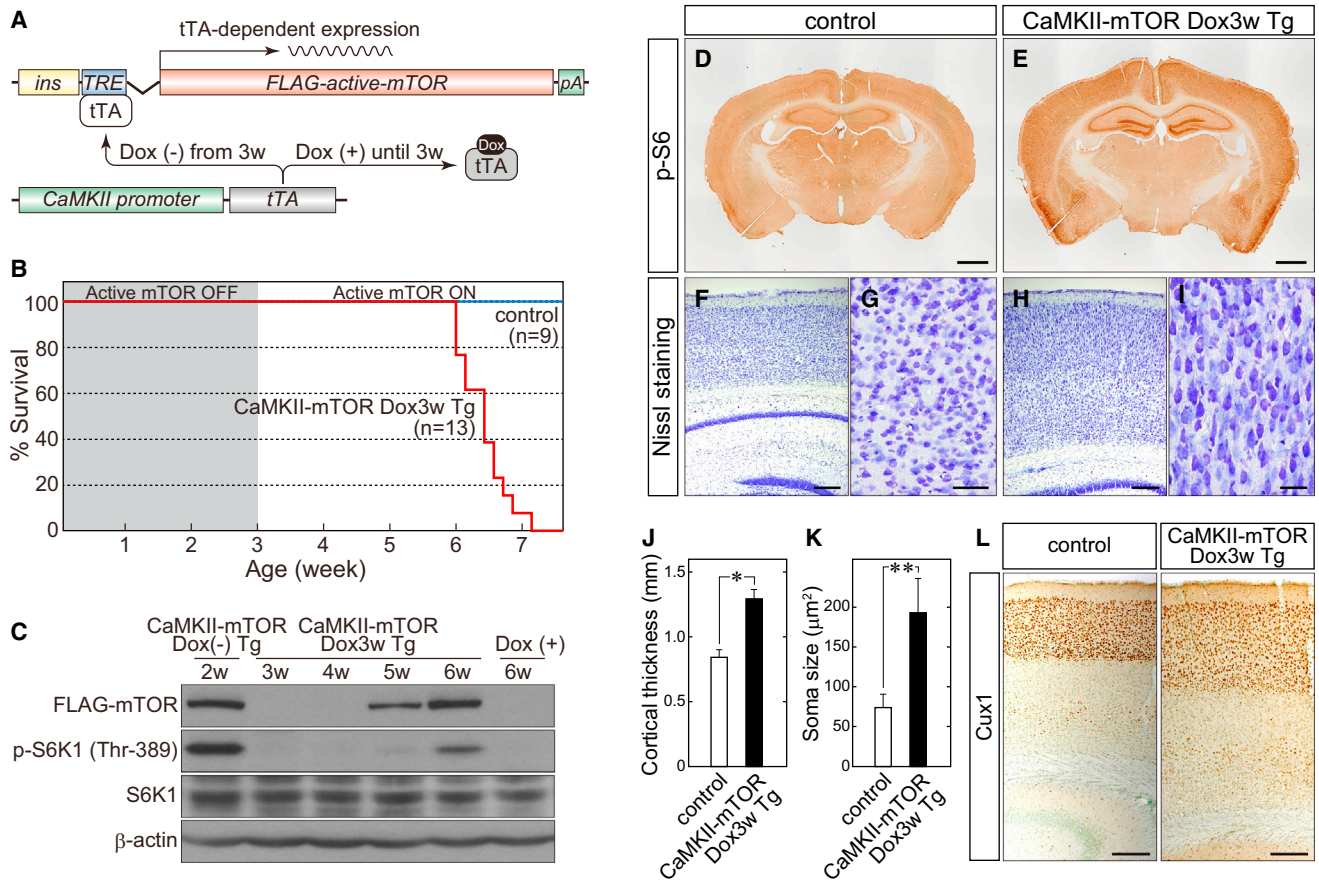 A
tTA-dependent expression
ins
TRE
FLAG-active-mTOR
pA
tTA
Dox (-) from 3w
Dox (+) until 3w
Dox
tTA
CaMKII promoter
tTA
B
Active mTOR OFF
Active mTOR ON
control
(n=9)
CaMKII-mTOR Dox3w Tg
(n=13)
% Survival
100
80
60
40
20
0
1 2 3 4 5 6 7
Age (week)
C
CaMKII-mTOR
Dox(-) Tg
CaMKII-mTOR
Dox3w Tg
Dox (+)
2w 3w 4w 5w 6w 6w
FLAG-mTOR
p-S6K1 (Thr-389)
S6K1
β-actin
control
CaMKII-mTOR Dox3w Tg
p-S6
D
E
Nissl staining
F
G
H
I
J
Cortical thickness (mm)
1.5
1.0
0.5
0
*
control
CaMKII-mTOR
Dox3w Tg
K
Soma size (μm²)
200
150
100
50
0
**
control
CaMKII-mTOR
Dox3w Tg
L
control
CaMKII-mTOR
Dox3w Tg
Cux1